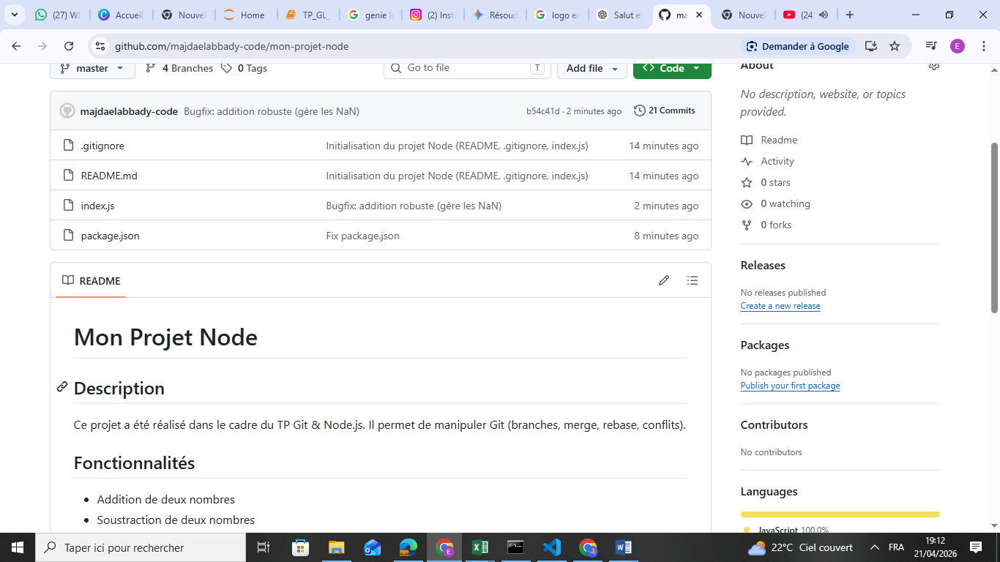 (27) Wh
Accueil
Nouvel
Home
TP_GL_
genie lo
(2) Inst
Résoud
logo en
Salut et
ma
Nouvel
(24
github.com/majdaelabbady-code/mon-projet-node
Demander à Google
E
master
4 Branches
0 Tags
Go to file
T
Add file
Code
About
majdaelabbady-code Bugfix: addition robuste (gère les NaN) b54c41d · 2 minutes ago 21 Commits
.gitignore Initialisation du projet Node (README, .gitignore, index.js) 14 minutes ago
README.md Initialisation du projet Node (README, .gitignore, index.js) 14 minutes ago
index.js Bugfix: addition robuste (gère les NaN) 2 minutes ago
package.json Fix package.json 8 minutes ago
README
Mon Projet Node
Description
Ce projet a été réalisé dans le cadre du TP Git & Node.js. Il permet de manipuler Git (branches, merge, rebase, conflits).
Fonctionnalités
Addition de deux nombres
Soustraction de deux nombres
No description, website, or topics
provided.
Readme
Activity
0 stars
0 watching
0 forks
Releases
No releases published
Create a new release
Packages
No packages published
Publish your first package
Contributors
No contributors
Languages
JavaScript 100.0%
Taper ici pour rechercher
22°C Ciel couvert
FRA
19:12
21/04/2026